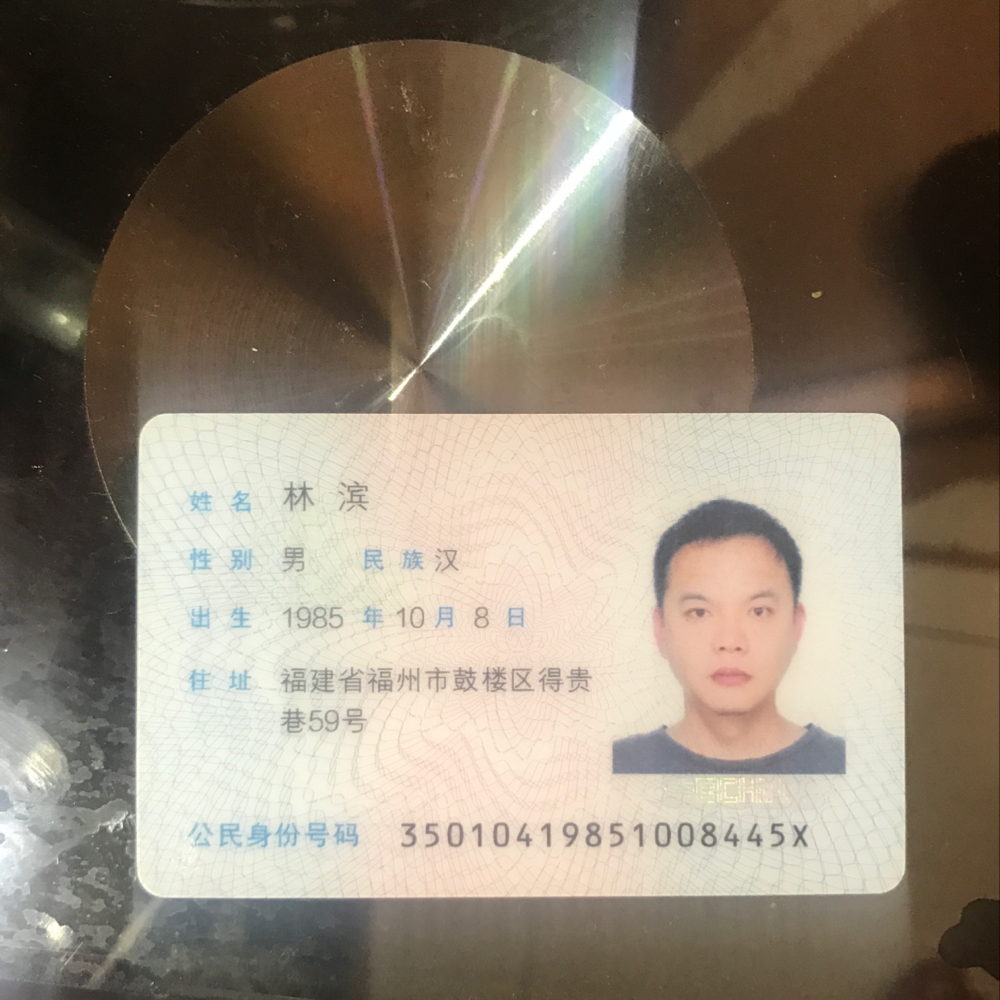 姓名 林滨
性别 男 民族 汉
出生 1985 年 10 月 8 日
住址 福建省福州市鼓楼区得贵
巷59号
公民身份号码 35010419851008445X